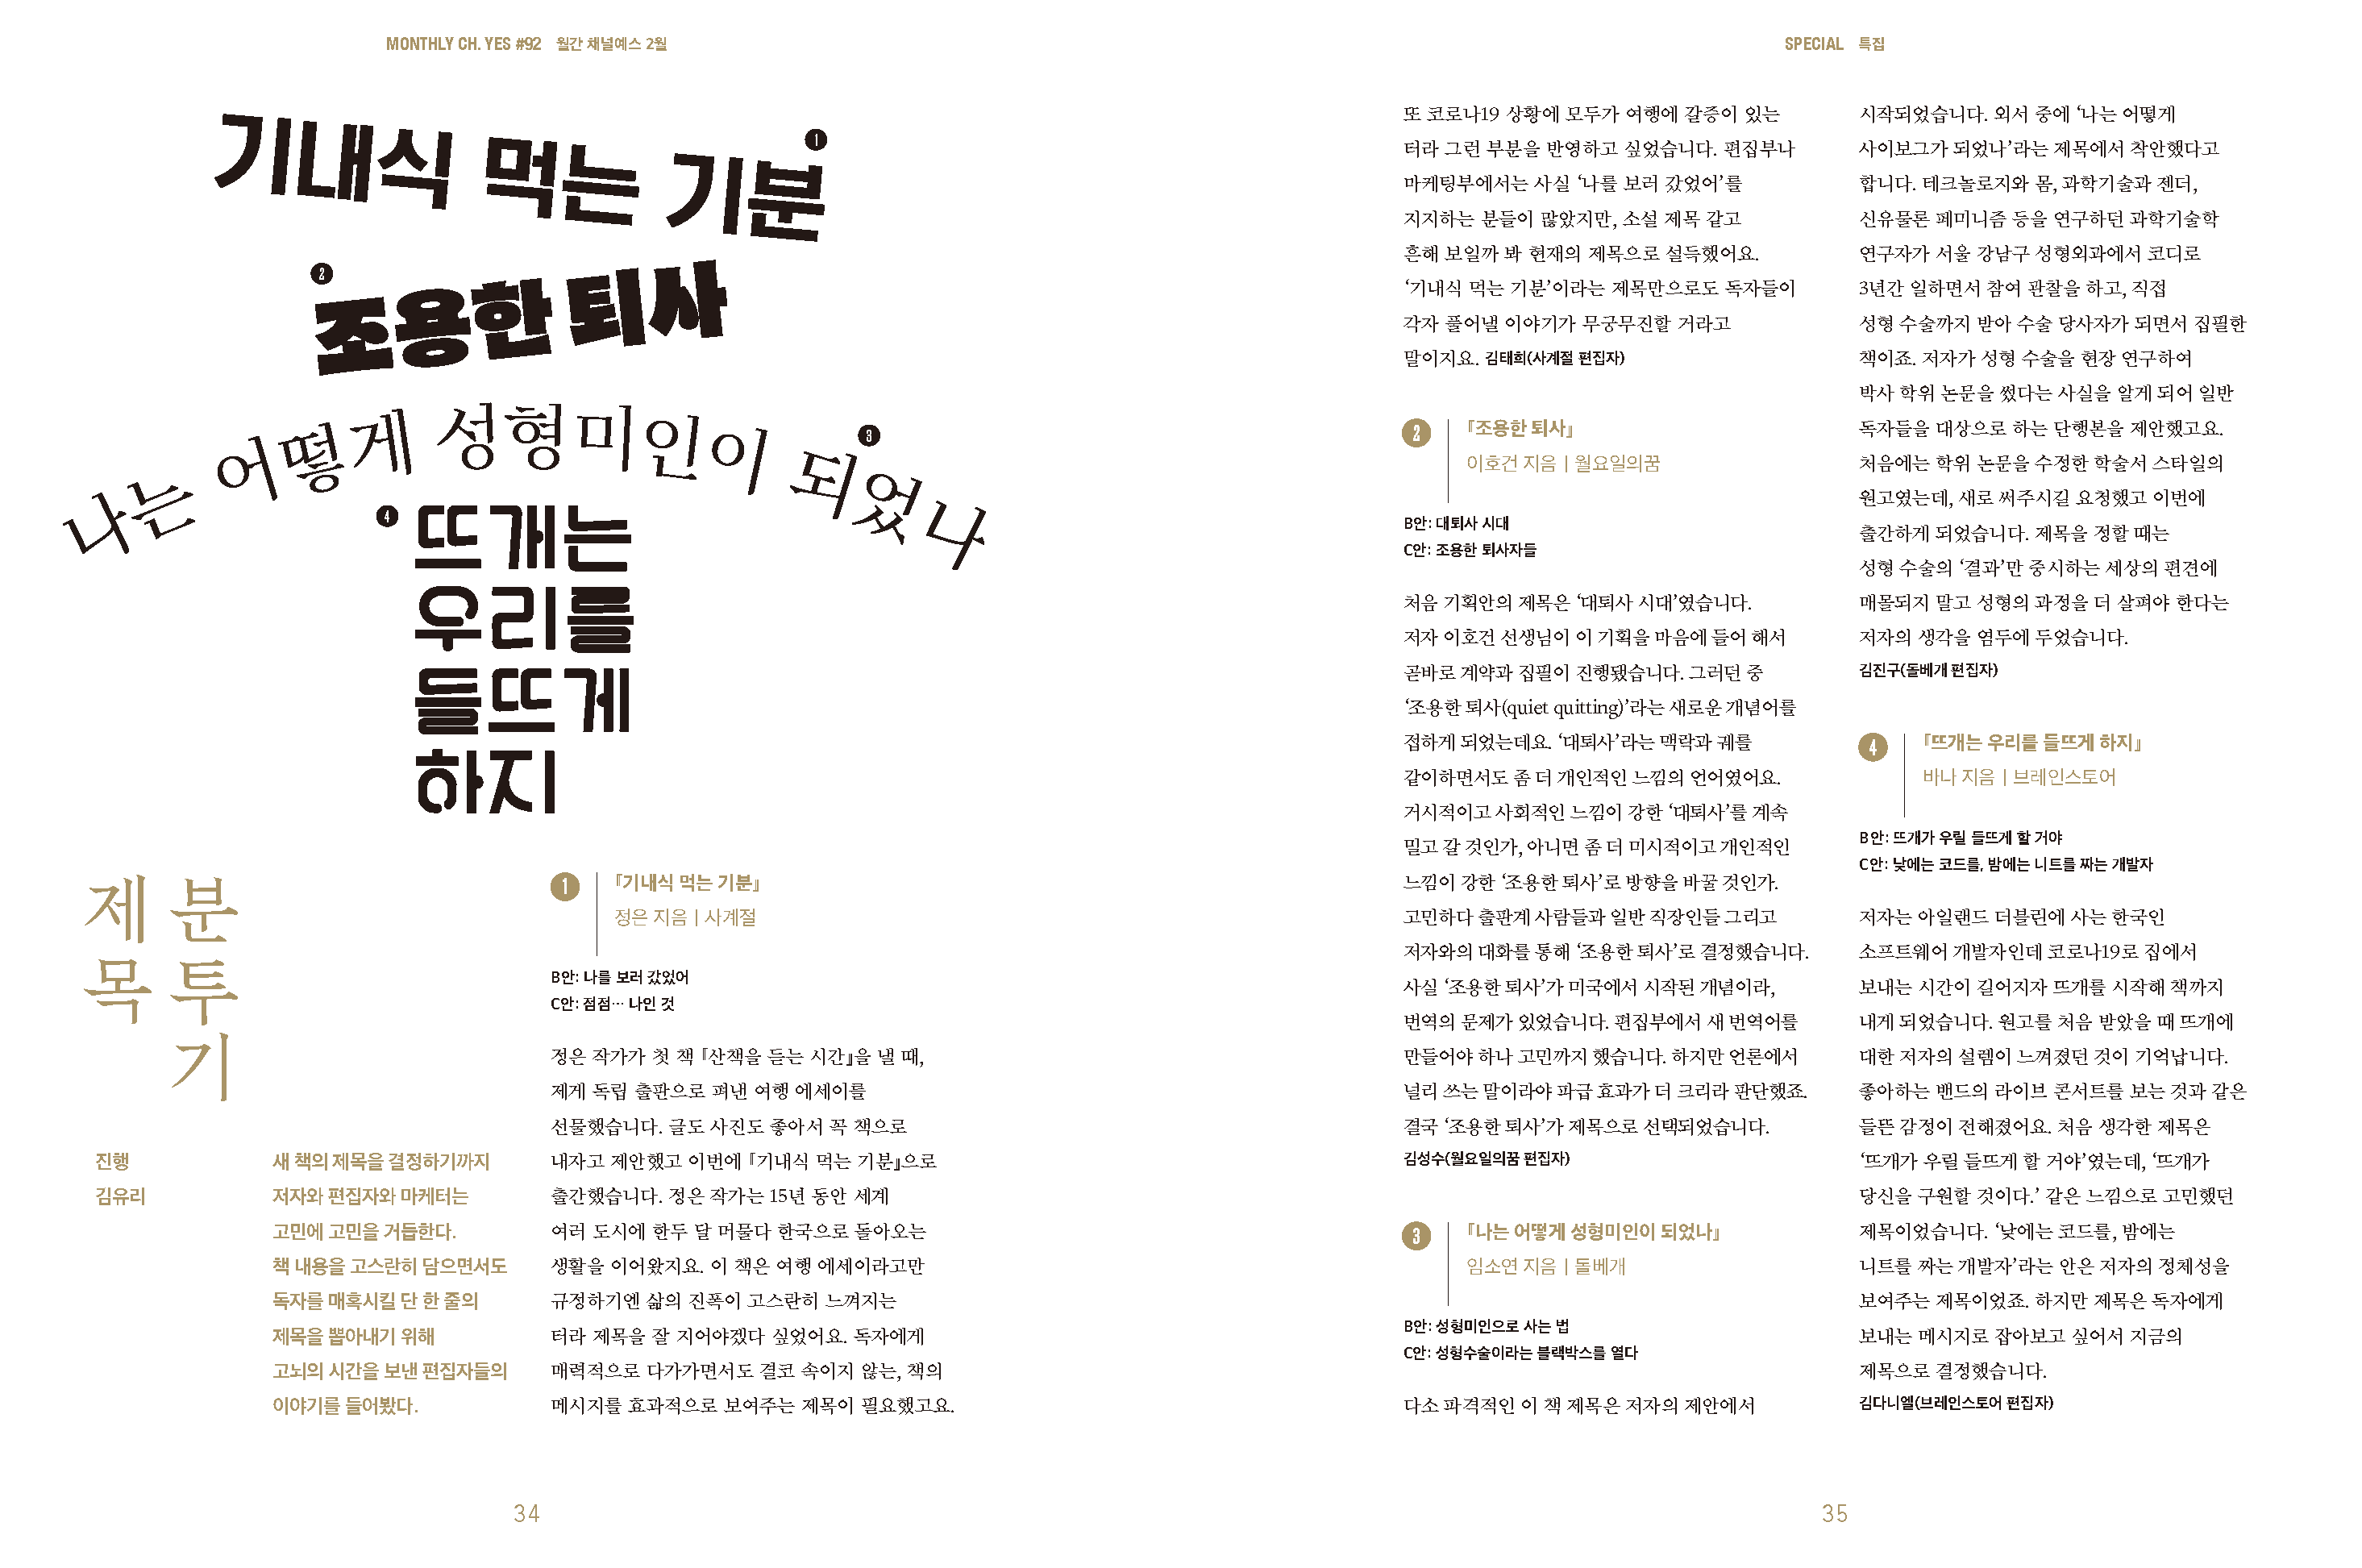 MONTHLY CH. YES #92 월간 채널예스 2월
기내식 먹는 기분
1
2
조용한 퇴사
나는 어떻게 성형미인이 되었나
3
4
뜨개는
우리를
들뜨게
하지
제목
분투기
진행
김유리
새 책의 제목을 결정하기까지
저자와 편집자와 마케터는
고민에 고민을 거듭한다.
책 내용을 고스란히 담으면서도
독자를 매혹시킬 단 한 줄의
제목을 뽑아내기 위해
고뇌의 시간을 보낸 편집자들의
이야기를 들어봤다.
1
『기내식 먹는 기분』
정은 지음 | 사계절
B안: 나를 보러 갔었어
C안: 점점… 나인 것
정은 작가가 첫 책 『산책을 듣는 시간』을 낼 때,
제게 독립 출판으로 펴낸 여행 에세이를
선물했습니다. 글도 사진도 좋아서 꼭 책으로
내자고 제안했고 이번에 『기내식 먹는 기분』으로
출간했습니다. 정은 작가는 15년 동안 세계
여러 도시에 한두 달 머물다 한국으로 돌아오는
생활을 이어왔지요. 이 책은 여행 에세이라고만
규정하기엔 삶의 진폭이 고스란히 느껴지는
터라 제목을 잘 지어야겠다 싶었어요. 독자에게
매력적으로 다가가면서도 결코 속이지 않는, 책의
메시지를 효과적으로 보여주는 제목이 필요했고요.
34
SPECIAL 특집
또 코로나19 상황에 모두가 여행에 갈증이 있는
터라 그런 부분을 반영하고 싶었습니다. 편집부나
마케팅부에서는 사실 ‘나를 보러 갔었어’를
지지하는 분들이 많았지만, 소설 제목 같고
흔해 보일까 봐 현재의 제목으로 설득했어요.
‘기내식 먹는 기분’이라는 제목만으로도 독자들이
각자 풀어낼 이야기가 무궁무진할 거라고
말이지요. 김태희(사계절 편집자)
2
『조용한 퇴사』
이호건 지음 | 월요일의꿈
B안: 대퇴사 시대
C안: 조용한 퇴사자들
처음 기획안의 제목은 ‘대퇴사 시대’였습니다.
저자 이호건 선생님이 이 기획을 마음에 들어 해서
곧바로 계약과 집필이 진행됐습니다. 그러던 중
‘조용한 퇴사(quiet quitting)’라는 새로운 개념어를
접하게 되었는데요. ‘대퇴사’라는 맥락과 궤를
같이하면서도 좀 더 개인적인 느낌의 언어였어요.
거시적이고 사회적인 느낌이 강한 ‘대퇴사’를 계속
밀고 갈 것인가, 아니면 좀 더 미시적이고 개인적인
느낌이 강한 ‘조용한 퇴사’로 방향을 바꿀 것인가.
고민하다 출판계 사람들과 일반 직장인들 그리고
저자와의 대화를 통해 ‘조용한 퇴사’로 결정했습니다.
사실 ‘조용한 퇴사’가 미국에서 시작된 개념이라,
번역의 문제가 있었습니다. 편집부에서 새 번역어를
만들어야 하나 고민까지 했습니다. 하지만 언론에서
널리 쓰는 말이라야 파급 효과가 더 크리라 판단했죠.
결국 ‘조용한 퇴사’가 제목으로 선택되었습니다.
김성수(월요일의꿈 편집자)
3
『나는 어떻게 성형미인이 되었나』
임소연 지음 | 돌베개
B안: 성형미인으로 사는 법
C안: 성형수술이라는 블랙박스를 열다
다소 파격적인 이 책 제목은 저자의 제안에서
시작되었습니다. 외서 중에 ‘나는 어떻게
사이보그가 되었나’라는 제목에서 착안했다고
합니다. 테크놀로지와 몸, 과학기술과 젠더,
신유물론 페미니즘 등을 연구하던 과학기술학
연구자가 서울 강남구 성형외과에서 코디로
3년간 일하면서 참여 관찰을 하고, 직접
성형 수술까지 받아 수술 당사자가 되면서 집필한
책이죠. 저자가 성형 수술을 현장 연구하여
박사 학위 논문을 썼다는 사실을 알게 되어 일반
독자들을 대상으로 하는 단행본을 제안했고요.
처음에는 학위 논문을 수정한 학술서 스타일의
원고였는데, 새로 써주시길 요청했고 이번에
출간하게 되었습니다. 제목을 정할 때는
성형 수술의 ‘결과’만 중시하는 세상의 편견에
매몰되지 말고 성형의 과정을 더 살펴야 한다는
저자의 생각을 염두에 두었습니다.
김진구(돌베개 편집자)
4
『뜨개는 우리를 들뜨게 하지』
바나 지음 | 브레인스토어
B안: 뜨개가 우릴 들뜨게 할 거야
C안: 낮에는 코드를, 밤에는 니트를 짜는 개발자
저자는 아일랜드 더블린에 사는 한국인
소프트웨어 개발자인데 코로나19로 집에서
보내는 시간이 길어지자 뜨개를 시작해 책까지
내게 되었습니다. 원고를 처음 받았을 때 뜨개에
대한 저자의 설렘이 느껴졌던 것이 기억납니다.
좋아하는 밴드의 라이브 콘서트를 보는 것과 같은
들뜬 감정이 전해졌어요. 처음 생각한 제목은
‘뜨개가 우릴 들뜨게 할 거야’였는데, ‘뜨개가
당신을 구원할 것이다.’ 같은 느낌으로 고민했던
제목이었습니다. ‘낮에는 코드를, 밤에는
니트를 짜는 개발자’라는 안은 저자의 정체성을
보여주는 제목이었죠. 하지만 제목은 독자에게
보내는 메시지로 잡아보고 싶어서 지금의
제목으로 결정했습니다.
김다니엘(브레인스토어 편집자)
35